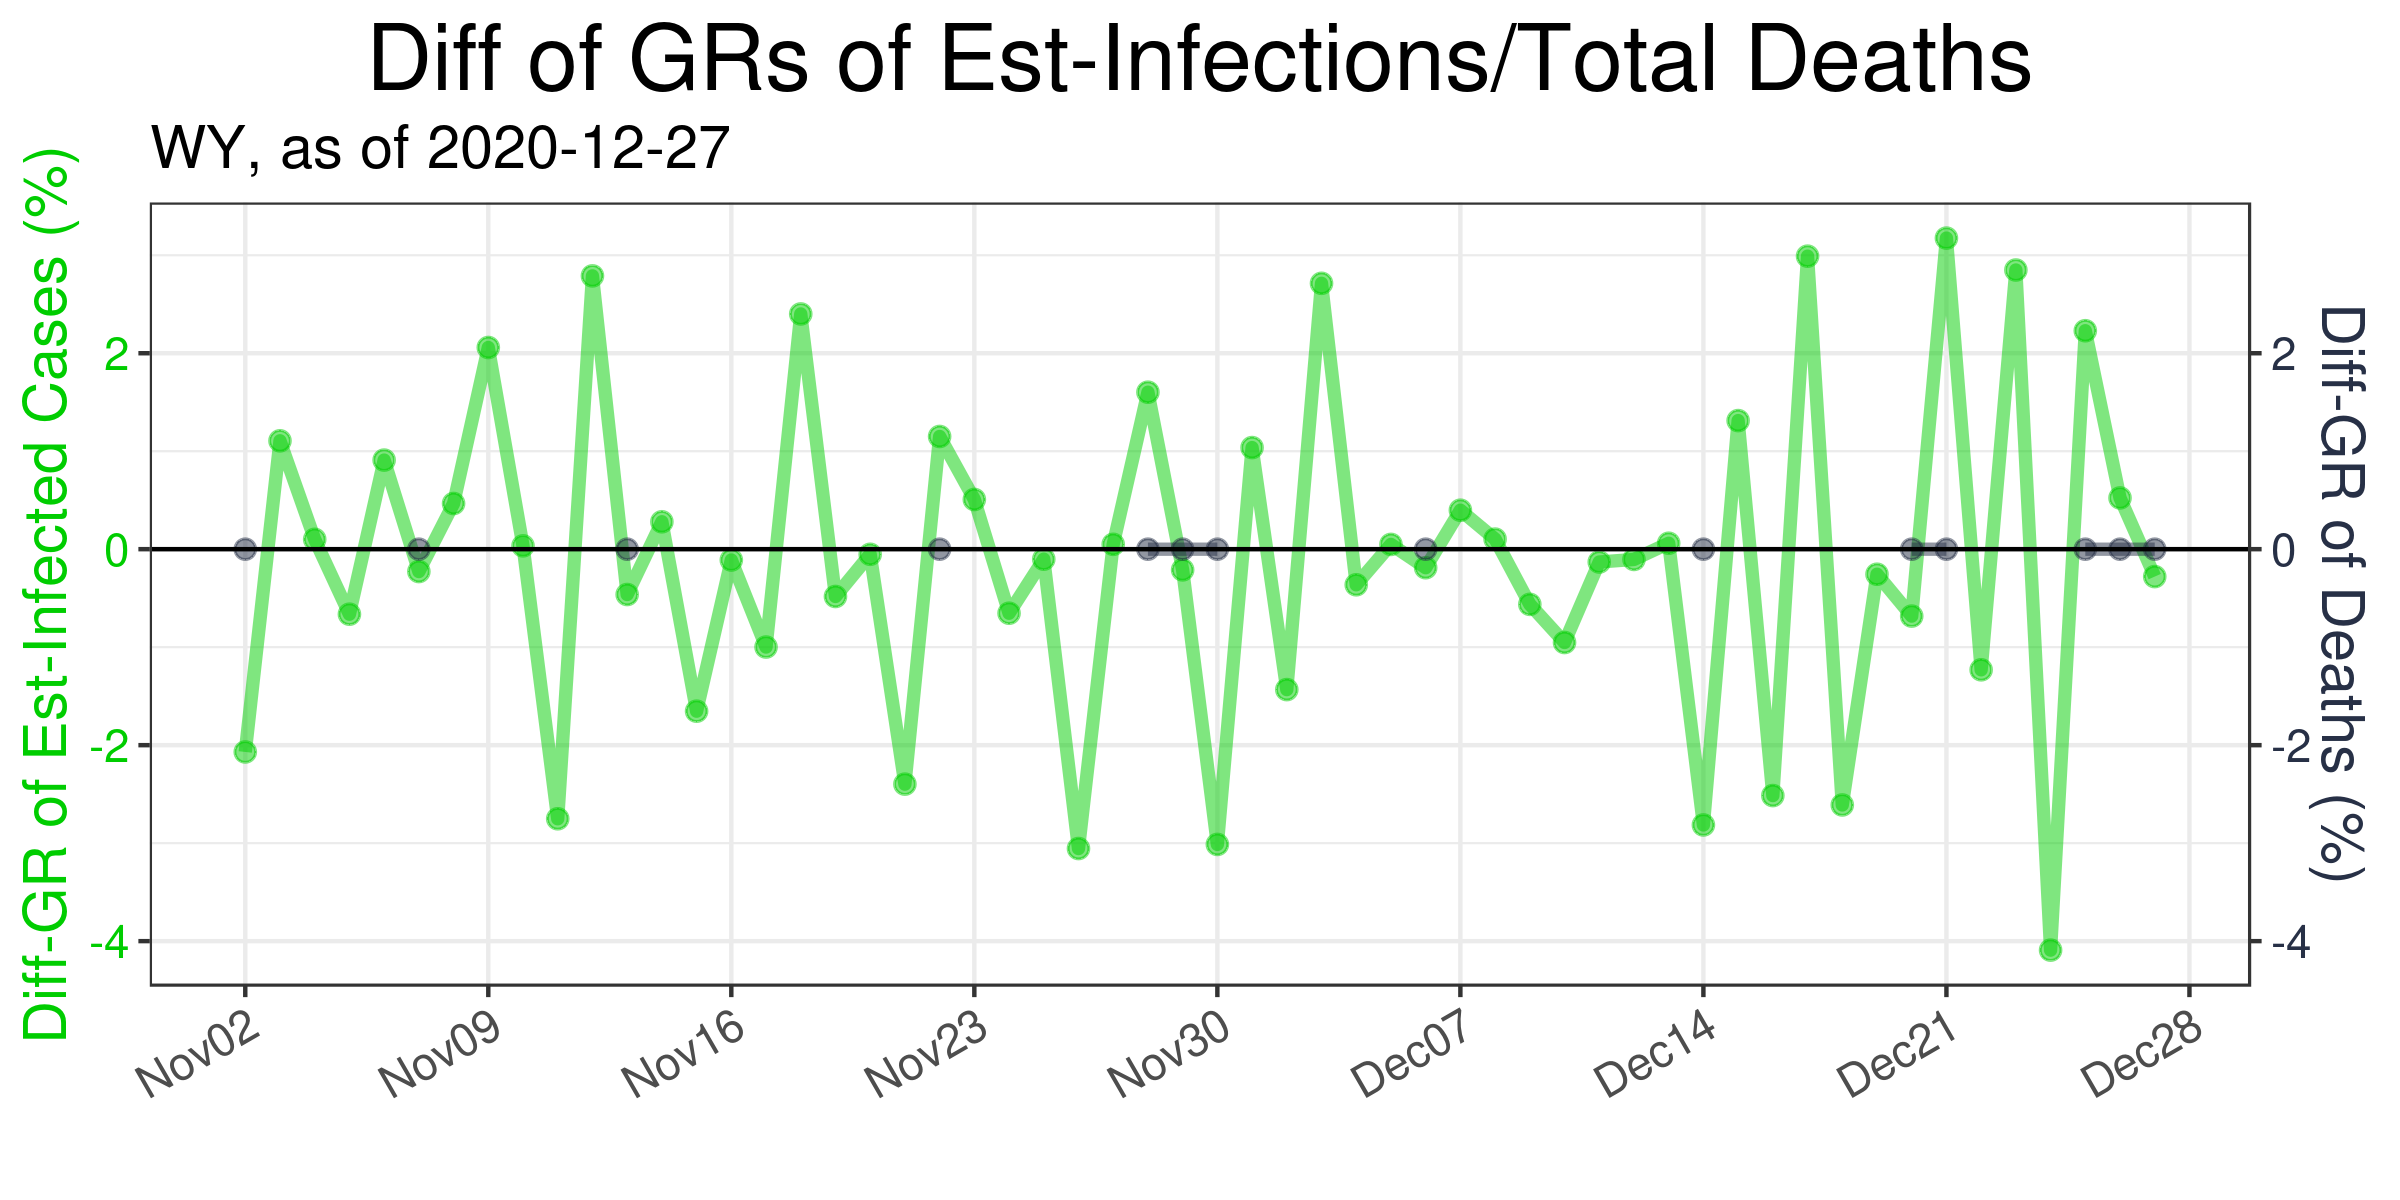 Diff of GRs of Est-Infections/Total Deaths
WY, as of 2020-12-27
Diff-GR of Est-Infected Cases (%)
2
0
-2
-4
2
0
-2
-4
Diff-GR of Deaths (%)
Nov02
Nov09
Nov16
Nov23
Nov30
Dec07
Dec14
Dec21
Dec28